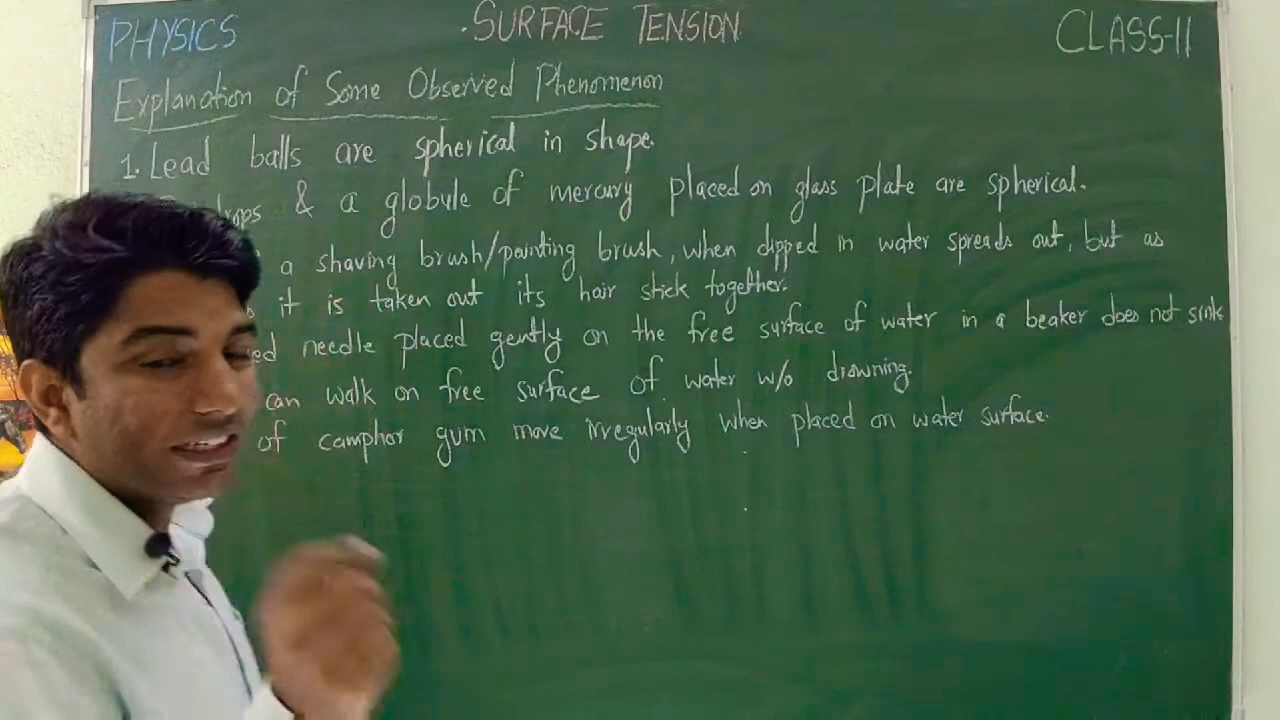 PHYSICS
SURFACE TENSION
CLASS-11
Explanation of Some Observed Phenomenon
1. Lead balls are spherical in shape.
drops & a globule of mercury placed on glass plate are spherical.
a shaving brush/painting brush, when dipped in water spreads out, but as
it is taken out its hair stick together.
needle placed gently on the free surface of water in a beaker does not sink
can walk on free surface of water w/o drowning.
of camphor gum move irregularly when placed on water surface.